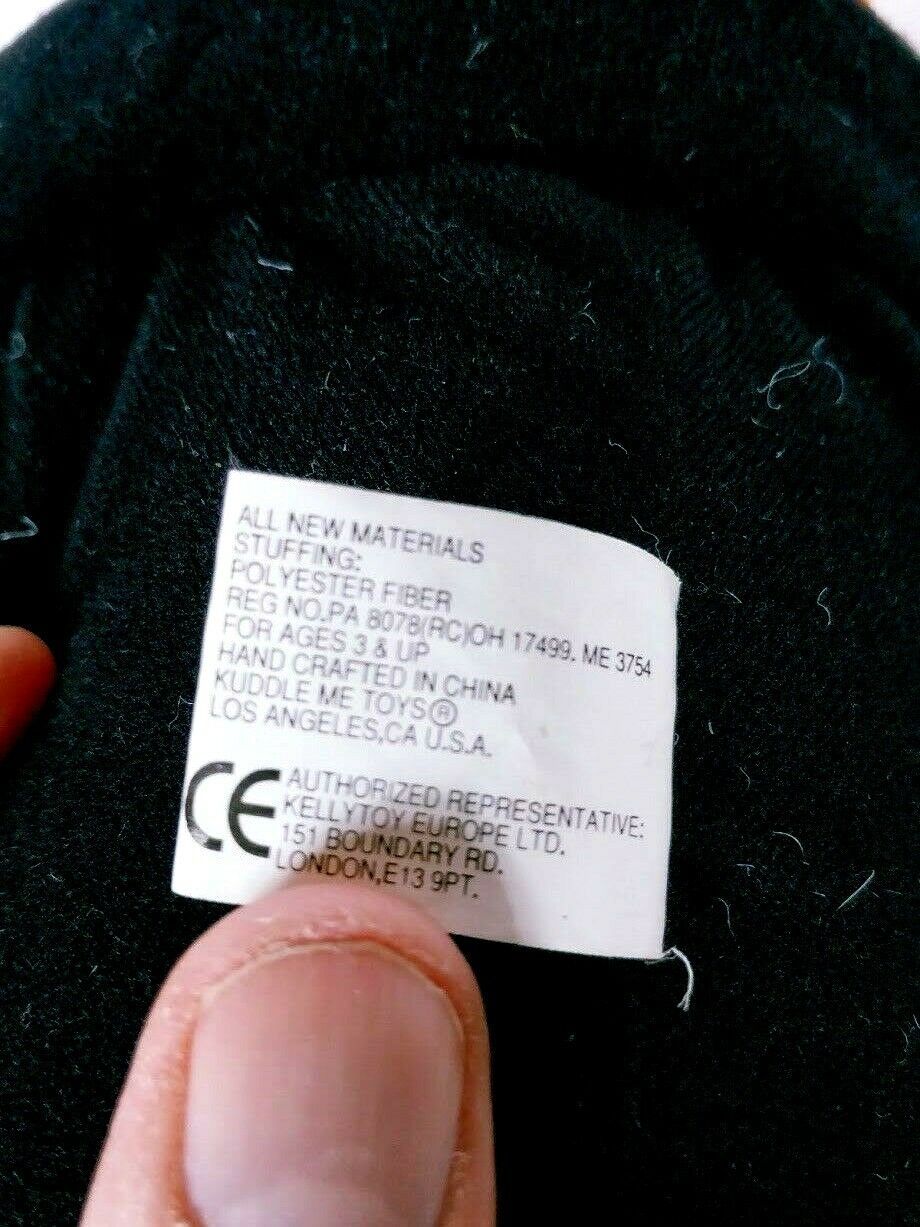 ALL NEW MATERIALS
STUFFING:
POLYESTER FIBER
REG NO.PA 8078(RC)OH 17499. ME 3754
FOR AGES 3 & UP
HAND CRAFTED IN CHINA
KUDDLE ME TOYS®
LOS ANGELES,CA U.S.A.
CE
AUTHORIZED REPRESENTATIVE:
KELLYTOY EUROPE LTD.
151 BOUNDARY RD.
LONDON,E13 9PT.